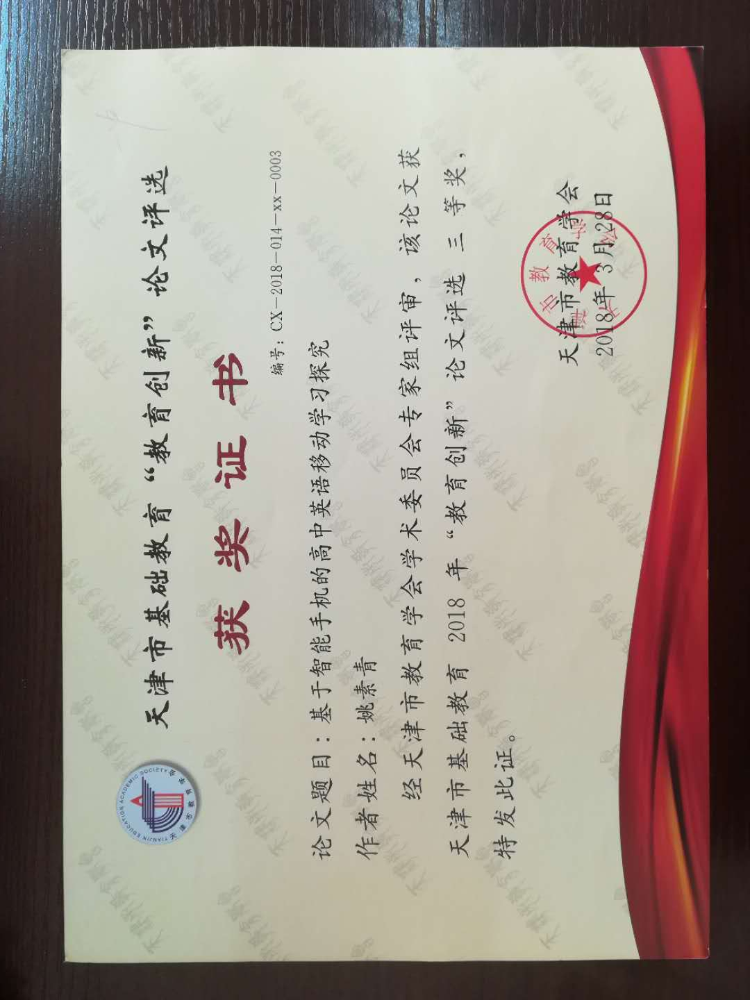 天津市基础教育“教育创新”论文评选
获奖证书
编号：CX-2018-014-xx-0003
论文题目：基于智能手机的高中英语移动学习探究
作者姓名：姚素青
经天津市教育学会学术委员会专家组评审，该论文获
天津市基础教育 2018 年“教育创新”论文评选 三 等奖，
特发此证。
天津市教育学会
2018年 3月28日
TIANJIN EDUCATION ACADEMIC SOCIETY
天津市教育学会
天津市教育学会